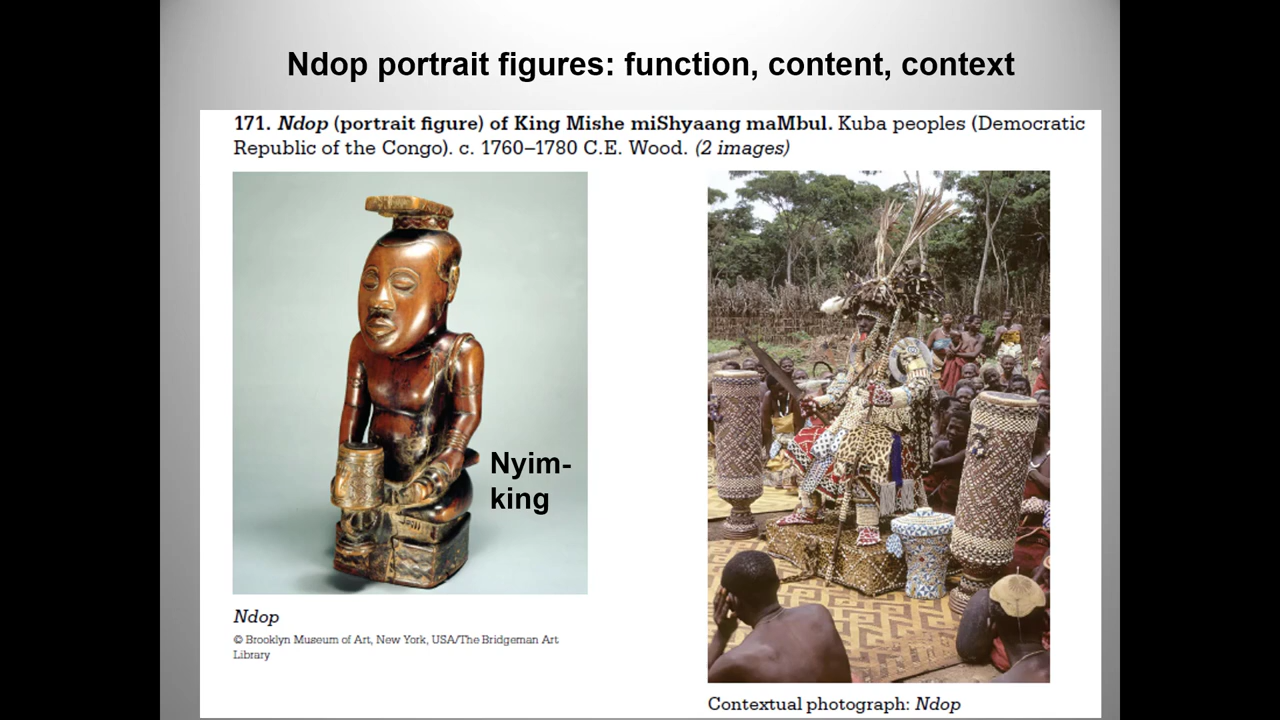 Ndop portrait figures: function, content, context
171. Ndop (portrait figure) of King Mishe miShyaang maMbul. Kuba peoples (Democratic
Republic of the Congo). c. 1760–1780 C.E. Wood. (2 images)
Nyim-
king
Ndop
© Brooklyn Museum of Art, New York, USA/The Bridgeman Art
Library
Contextual photograph: Ndop